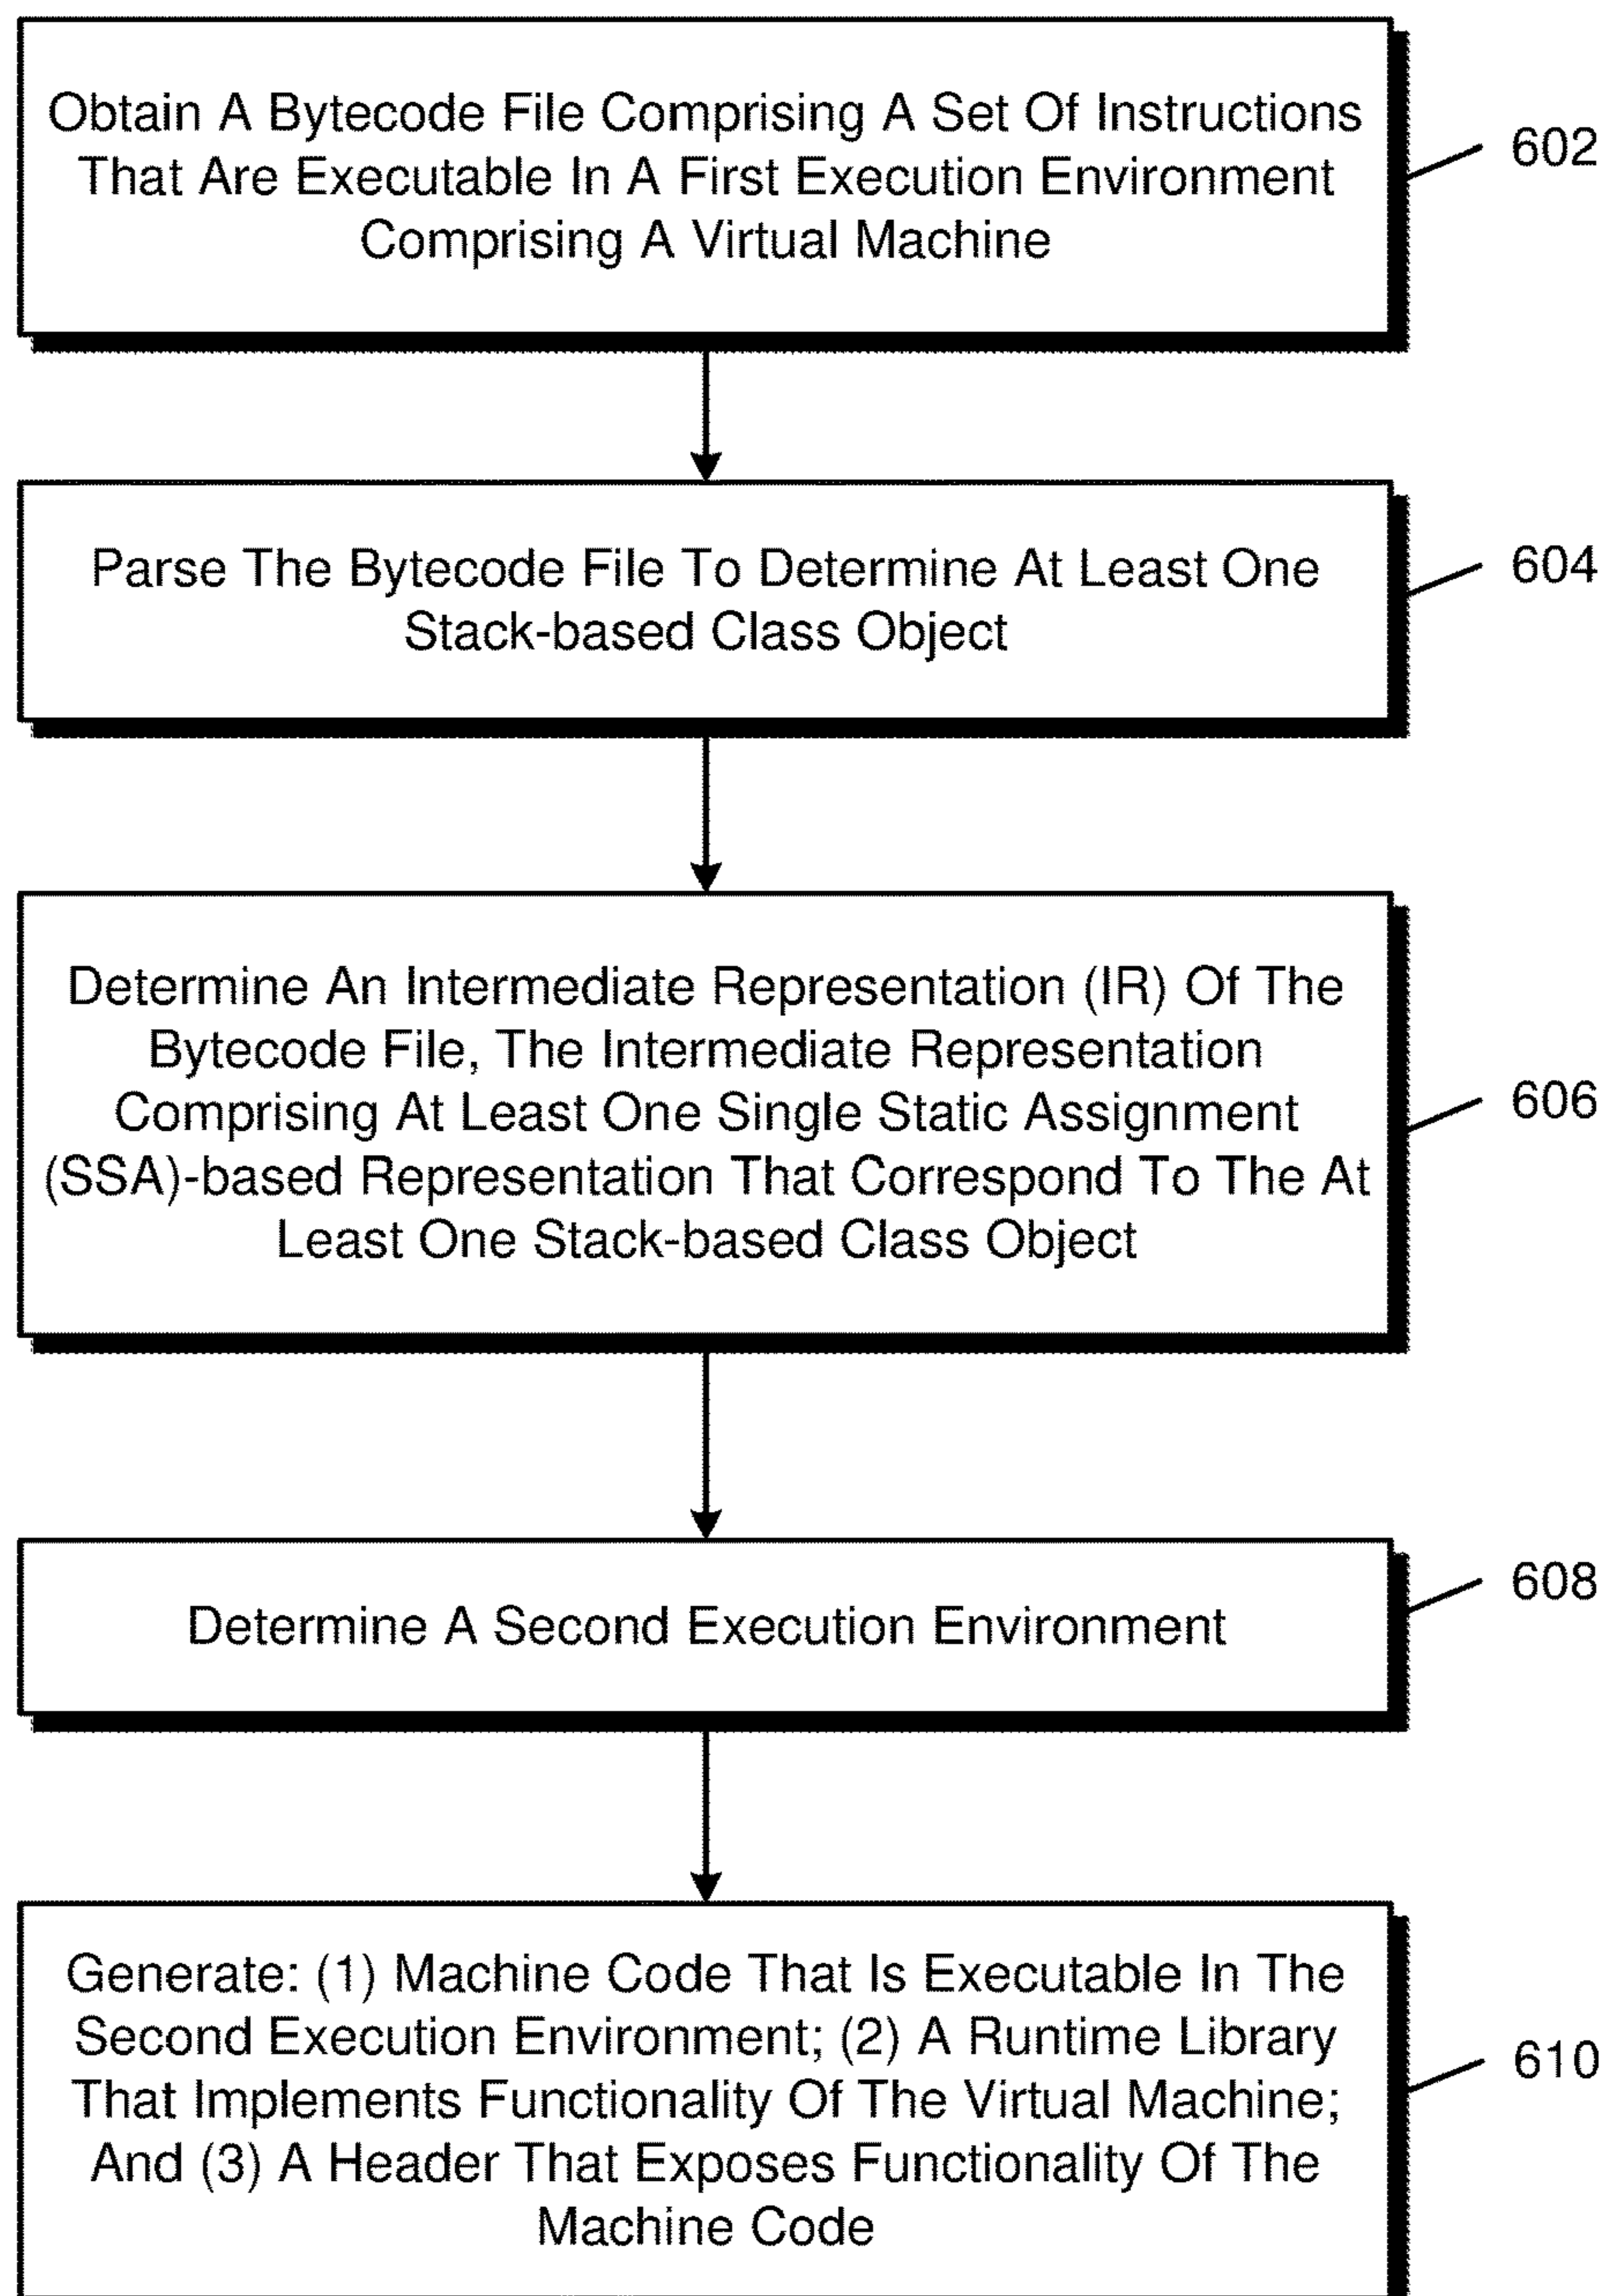 Obtain A Bytecode File Comprising A Set Of Instructions
That Are Executable In A First Execution Environment
Comprising A Virtual Machine
602
Parse The Bytecode File To Determine At Least One
Stack-based Class Object
604
Determine An Intermediate Representation (IR) Of The
Bytecode File, The Intermediate Representation
Comprising At Least One Single Static Assignment
(SSA)-based Representation That Correspond To The At
Least One Stack-based Class Object
606
Determine A Second Execution Environment
608
Generate: (1) Machine Code That Is Executable In The
Second Execution Environment; (2) A Runtime Library
That Implements Functionality Of The Virtual Machine;
And (3) A Header That Exposes Functionality Of The
Machine Code
610